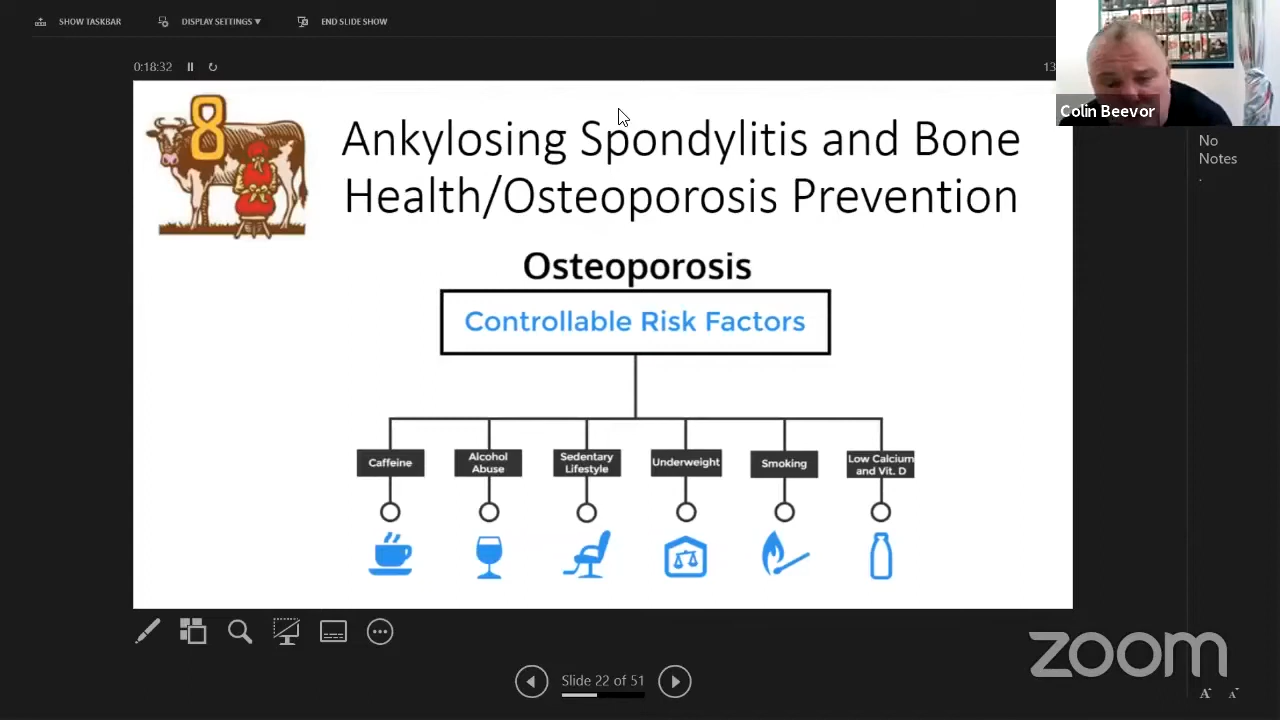 SHOW TASKBAR
DISPLAY SETTINGS ▼
END SLIDE SHOW
0:18:32
13
Colin Beevor
No
Notes
.
8
Ankylosing Spondylitis and Bone
Health/Osteoporosis Prevention
Osteoporosis
Controllable Risk Factors
Caffeine
Alcohol
Abuse
Sedentary
Lifestyle
Underweight
Smoking
Low Calcium
and Vit. D
Slide 22 of 51
zoom
A A